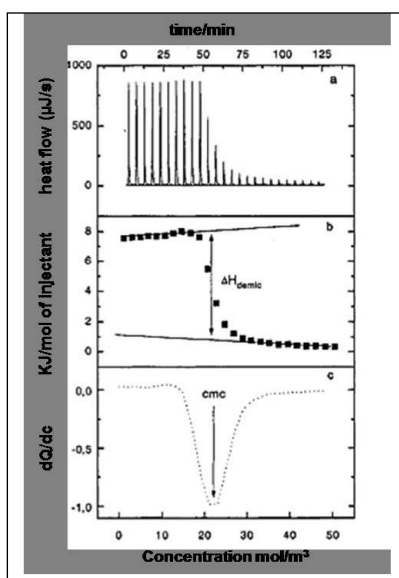 time/min
0 25 50 75 100 125
1000
a
500
0
heat flow (µJ/s)
8
b
6
ΔHdemic
4
2
0
KJ/mol of Injectant
c
0,0
cmc
-0,5
-1,0
dQ/dc
0 10 20 30 40 50
Concentration mol/m³